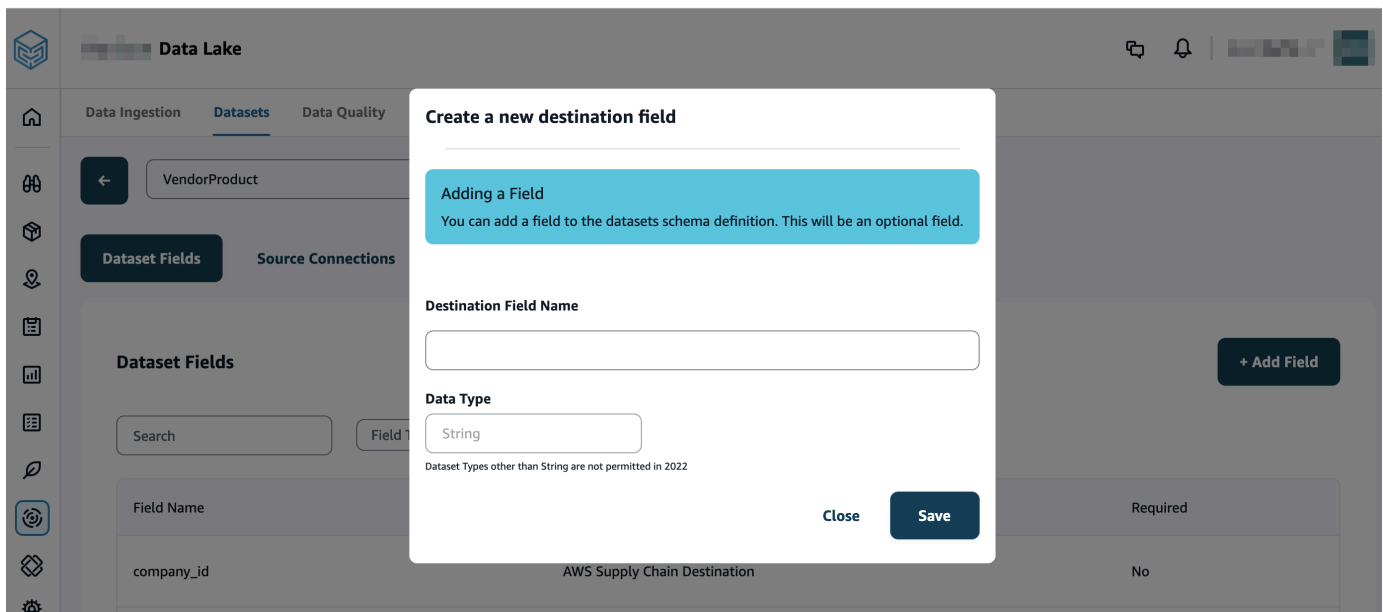 Data Lake
Data Ingestion Datasets Data Quality
VendorProduct
Dataset Fields Source Connections
Dataset Fields
+ Add Field
Search
Field
Field Name
Required
company_id
AWS Supply Chain Destination
No
Create a new destination field
Adding a Field
You can add a field to the datasets schema definition. This will be an optional field.
Destination Field Name
Data Type
String
Dataset Types other than String are not permitted in 2022
Close
Save